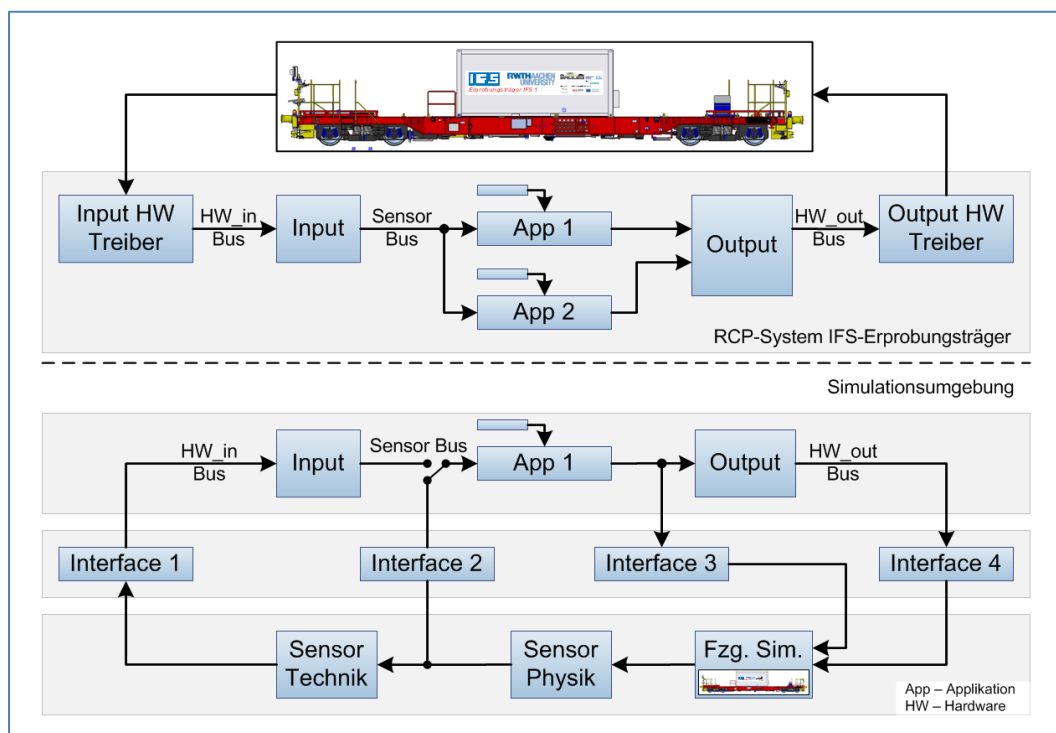 IFS RWTHAACHEN
UNIVERSITY
Erprobungsträger IFS 1
Input HW
Treiber
HW_in
Bus
Input
Sensor
Bus
App 1
App 2
Output
HW_out
Bus
Output HW
Treiber
RCP-System IFS-Erprobungsträger
Simulationsumgebung
HW_in
Bus
Input
Sensor Bus
App 1
Output
HW_out
Bus
Interface 1
Interface 2
Interface 3
Interface 4
Sensor
Technik
Sensor
Physik
Fzg. Sim.
App – Applikation
HW – Hardware